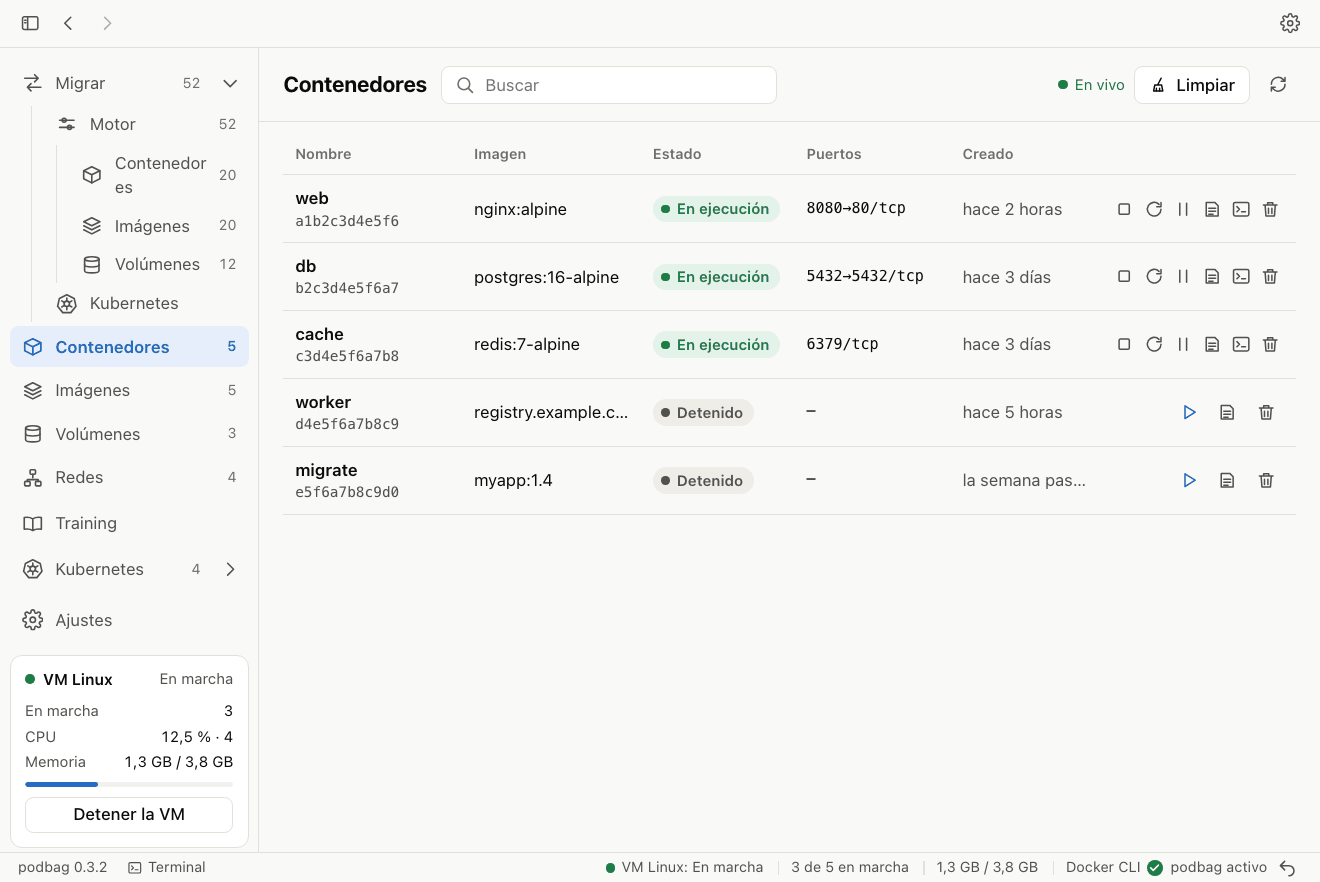 Migrar 52
Motor 52
Contenedor
es 20
Imágenes 20
Volúmenes 12
Kubernetes
Contenedores 5
Imágenes 5
Volúmenes 3
Redes 4
Training
Kubernetes 4
Ajustes
VM Linux En marcha
En marcha 3
CPU 12,5 % · 4
Memoria 1,3 GB / 3,8 GB
Detener la VM
Contenedores Buscar En vivo Limpiar
Nombre Imagen Estado Puertos Creado
web
a1b2c3d4e5f6 nginx:alpine En ejecución 8080→80/tcp hace 2 horas
db
b2c3d4e5f6a7 postgres:16-alpine En ejecución 5432→5432/tcp hace 3 días
cache
c3d4e5f6a7b8 redis:7-alpine En ejecución 6379/tcp hace 3 días
worker
d4e5f6a7b8c9 registry.example.c... Detenido – hace 5 horas
migrate
e5f6a7b8c9d0 myapp:1.4 Detenido – la semana pas...
podbag 0.3.2 Terminal VM Linux: En marcha 3 de 5 en marcha 1,3 GB / 3,8 GB Docker CLI podbag activo